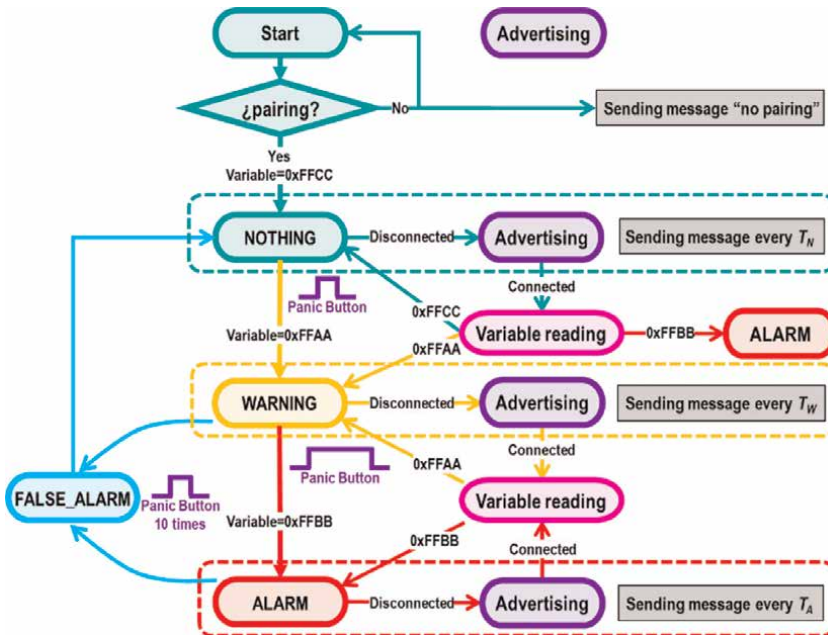 Start
Advertising
¿pairing?
No
Sending message “no pairing”
Yes
Variable=0xFFCC
NOTHING
Disconnected
Advertising
Sending message every TN
Connected
Panic Button
0xFFCC
Variable reading
0xFFBB
ALARM
Variable=0xFFAA
0xFFAA
WARNING
Disconnected
Advertising
Sending message every TW
Connected
Panic Button
0xFFAA
FALSE_ALARM
Panic Button
10 times
Variable reading
Variable=0xFFBB
0xFFBB
Connected
ALARM
Disconnected
Advertising
Sending message every TA